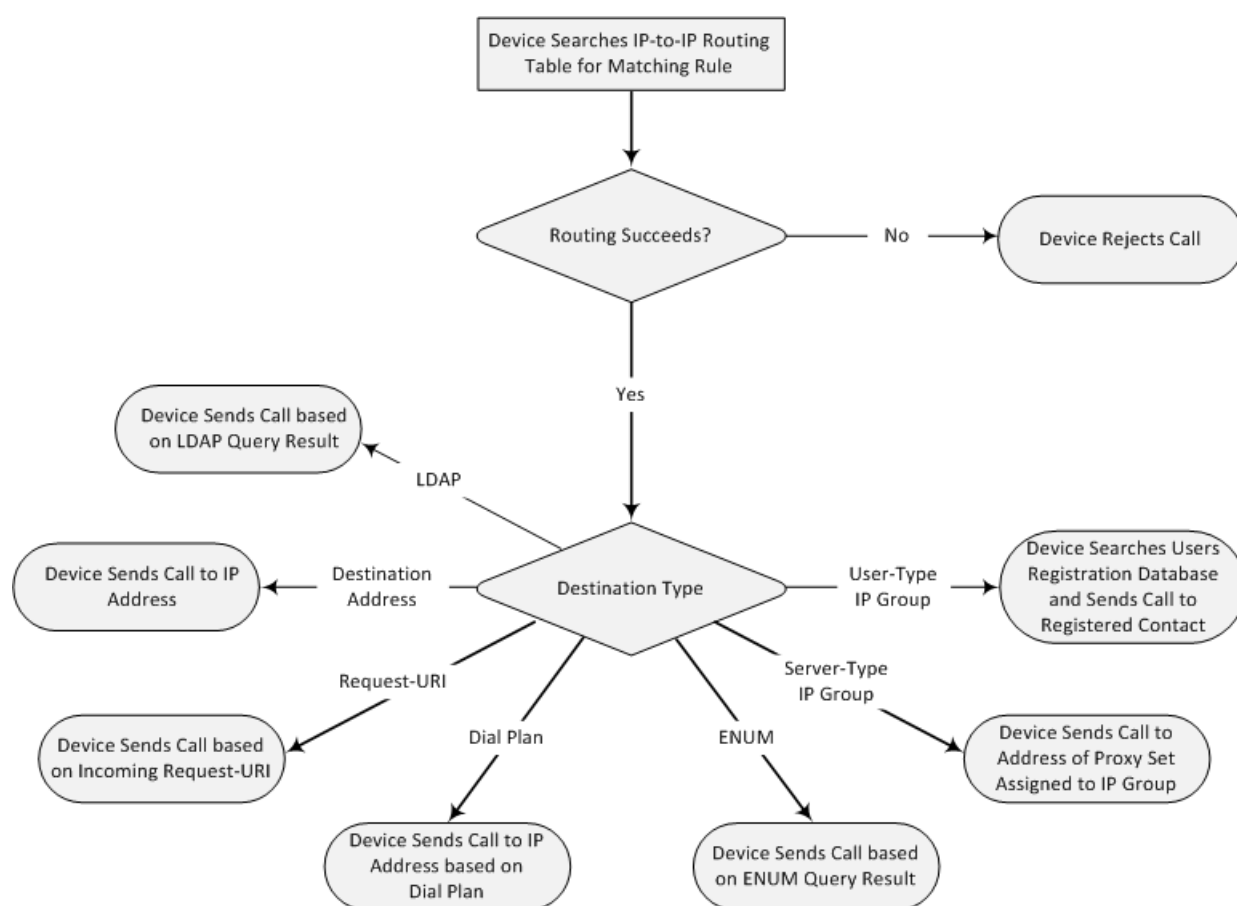 Device Searches IP-to-IP Routing
Table for Matching Rule
Routing Succeeds?
No
Device Rejects Call
Yes
Device Sends Call based
on LDAP Query Result
LDAP
Device Sends Call to IP
Address
Destination
Address
Destination Type
User-Type
IP Group
Device Searches Users
Registration Database
and Sends Call to
Registered Contact
Request-URI
Server-Type
IP Group
Device Sends Call based
on Incoming Request-URI
Dial Plan
ENUM
Device Sends Call to
Address of Proxy Set
Assigned to IP Group
Device Sends Call to IP
Address based on
Dial Plan
Device Sends Call based
on ENUM Query Result